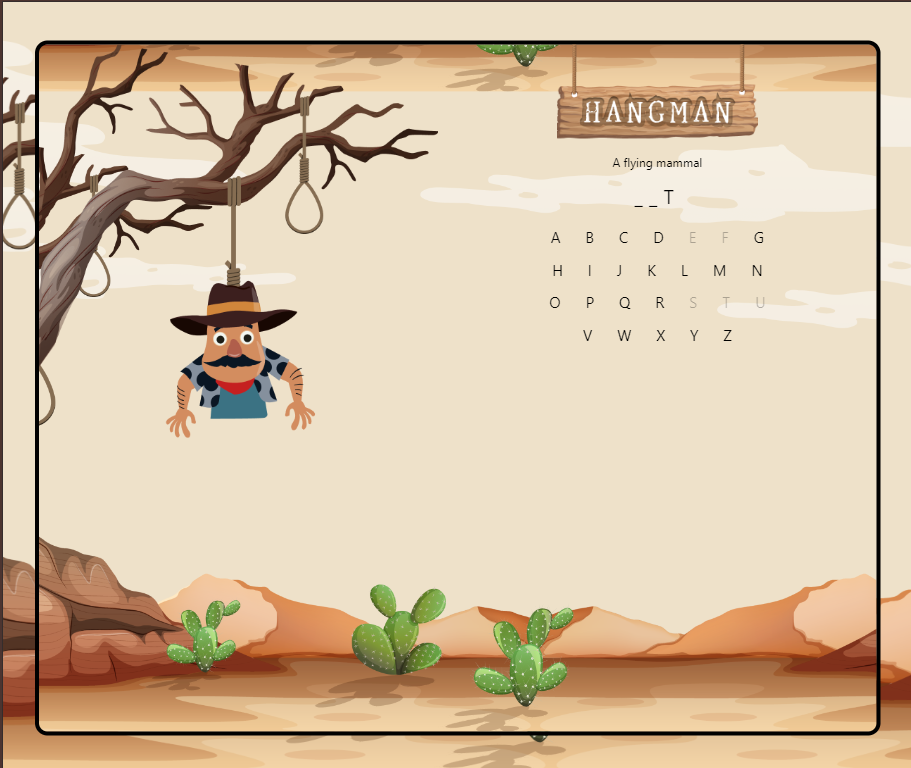 HANGMAN
A flying mammal
_ _ T
A B C D E F G
H I J K L M N
O P Q R S T U
V W X Y Z